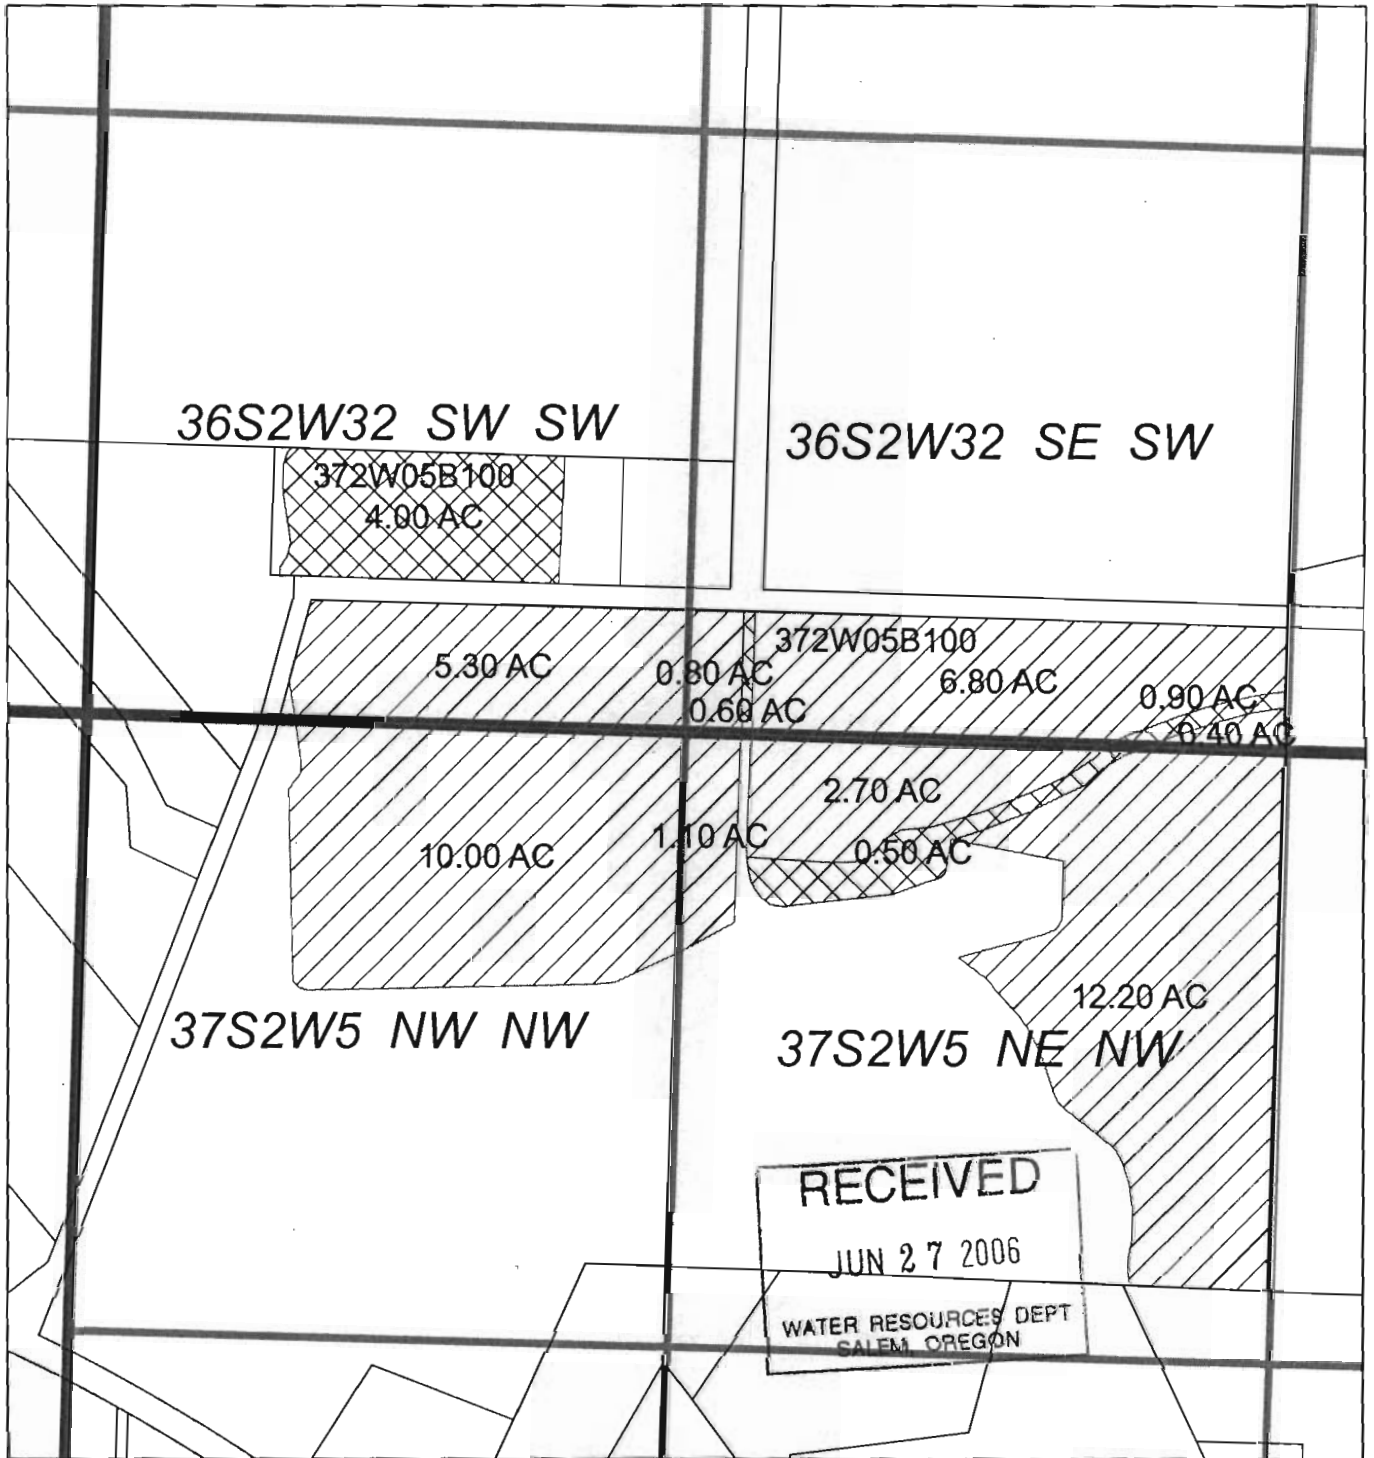 36S2W32 SW SW
36S2W32 SE SW
372W05B100
4.00 AC
372W05B100
5.30 AC
0.80 AC
6.80 AC
0.90 AC
0.60 AC
0.40 AC
2.70 AC
10.00 AC
1.10 AC
0.50 AC
12.20 AC
37S2W5 NW NW
37S2W5 NE NW
RECEIVED
JUN 27 2006
WATER RESOURCES DEPT
SALEM, OREGON